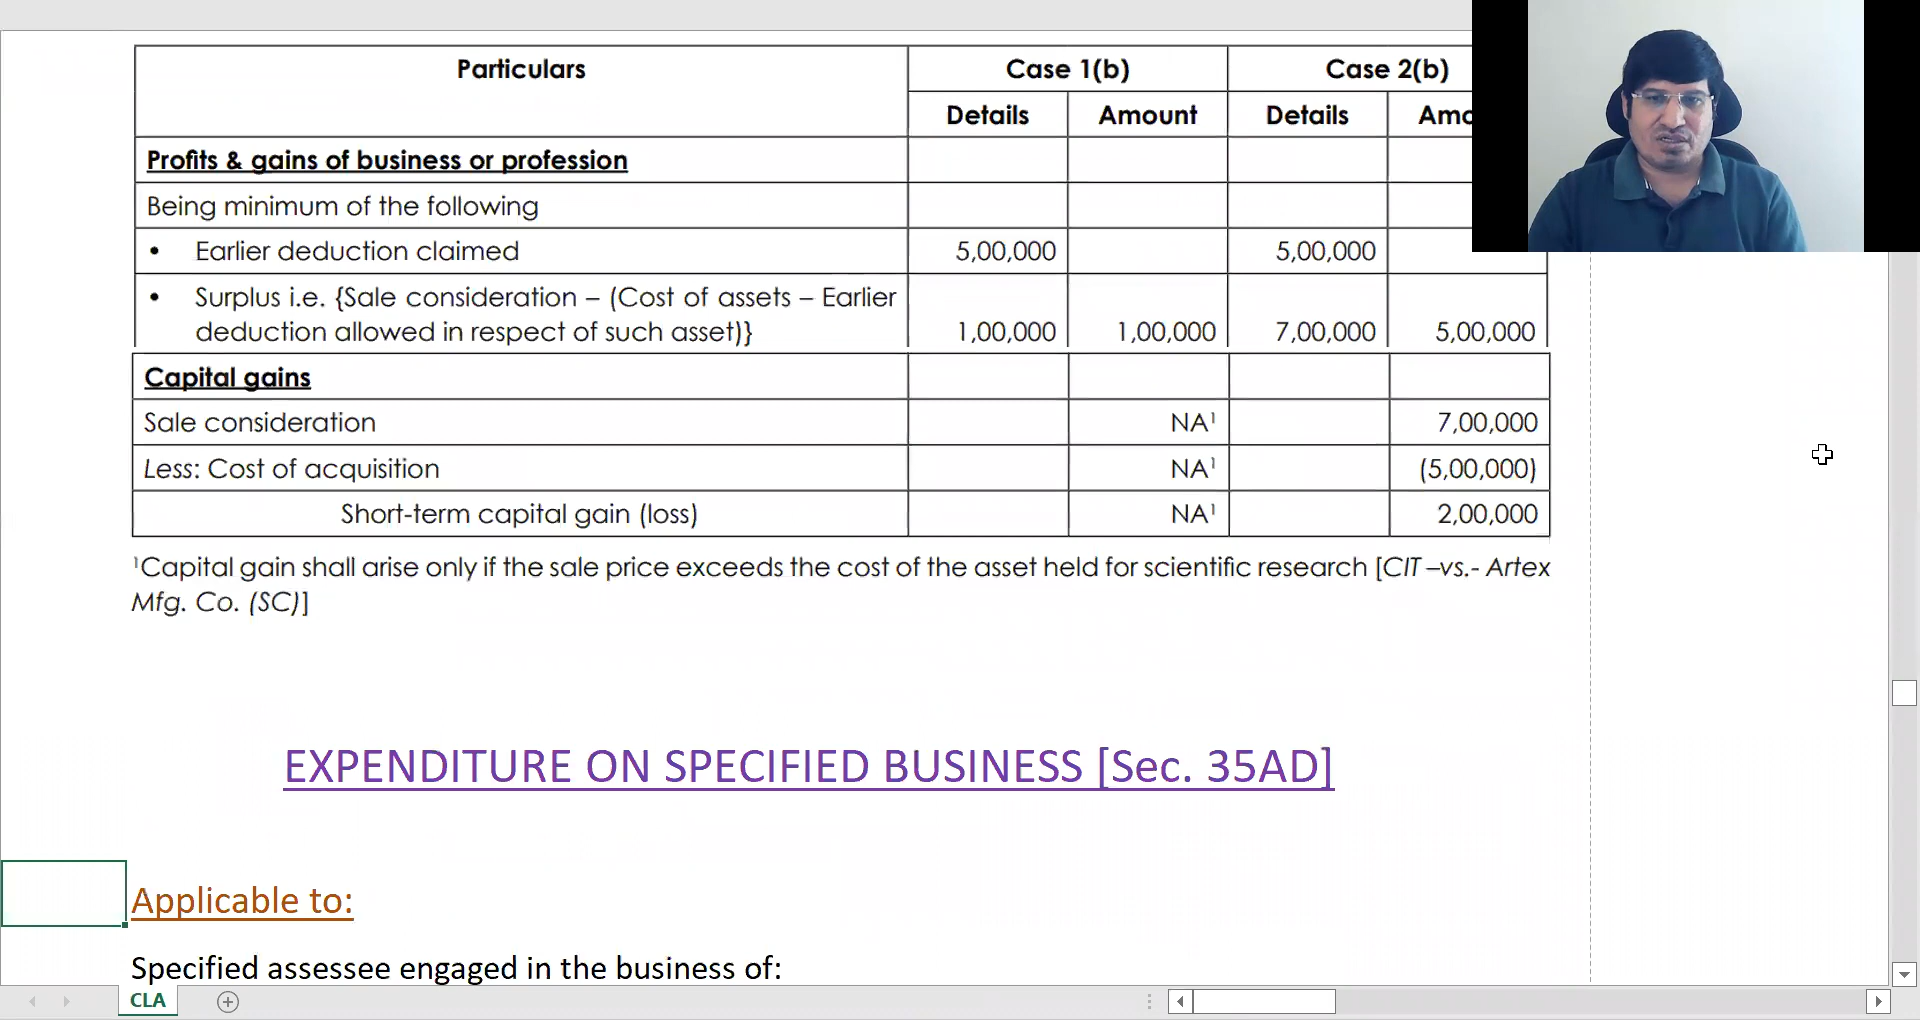 Particulars Case 1(b) Case 2(b)
Details Amount Details
Profits & gains of business or profession
Being minimum of the following
• Earlier deduction claimed 5,00,000 5,00,000
• Surplus i.e. {Sale consideration – (Cost of assets – Earlier
deduction allowed in respect of such asset)} 1,00,000 1,00,000 7,00,000 5,00,000
Capital gains
Sale consideration NA¹ 7,00,000
Less: Cost of acquisition NA¹ (5,00,000)
Short-term capital gain (loss) NA¹ 2,00,000
¹Capital gain shall arise only if the sale price exceeds the cost of the asset held for scientific research [CIT –vs.- Artex
Mfg. Co. (SC)]
EXPENDITURE ON SPECIFIED BUSINESS [Sec. 35AD]
Applicable to:
Specified assessee engaged in the business of:
CLA